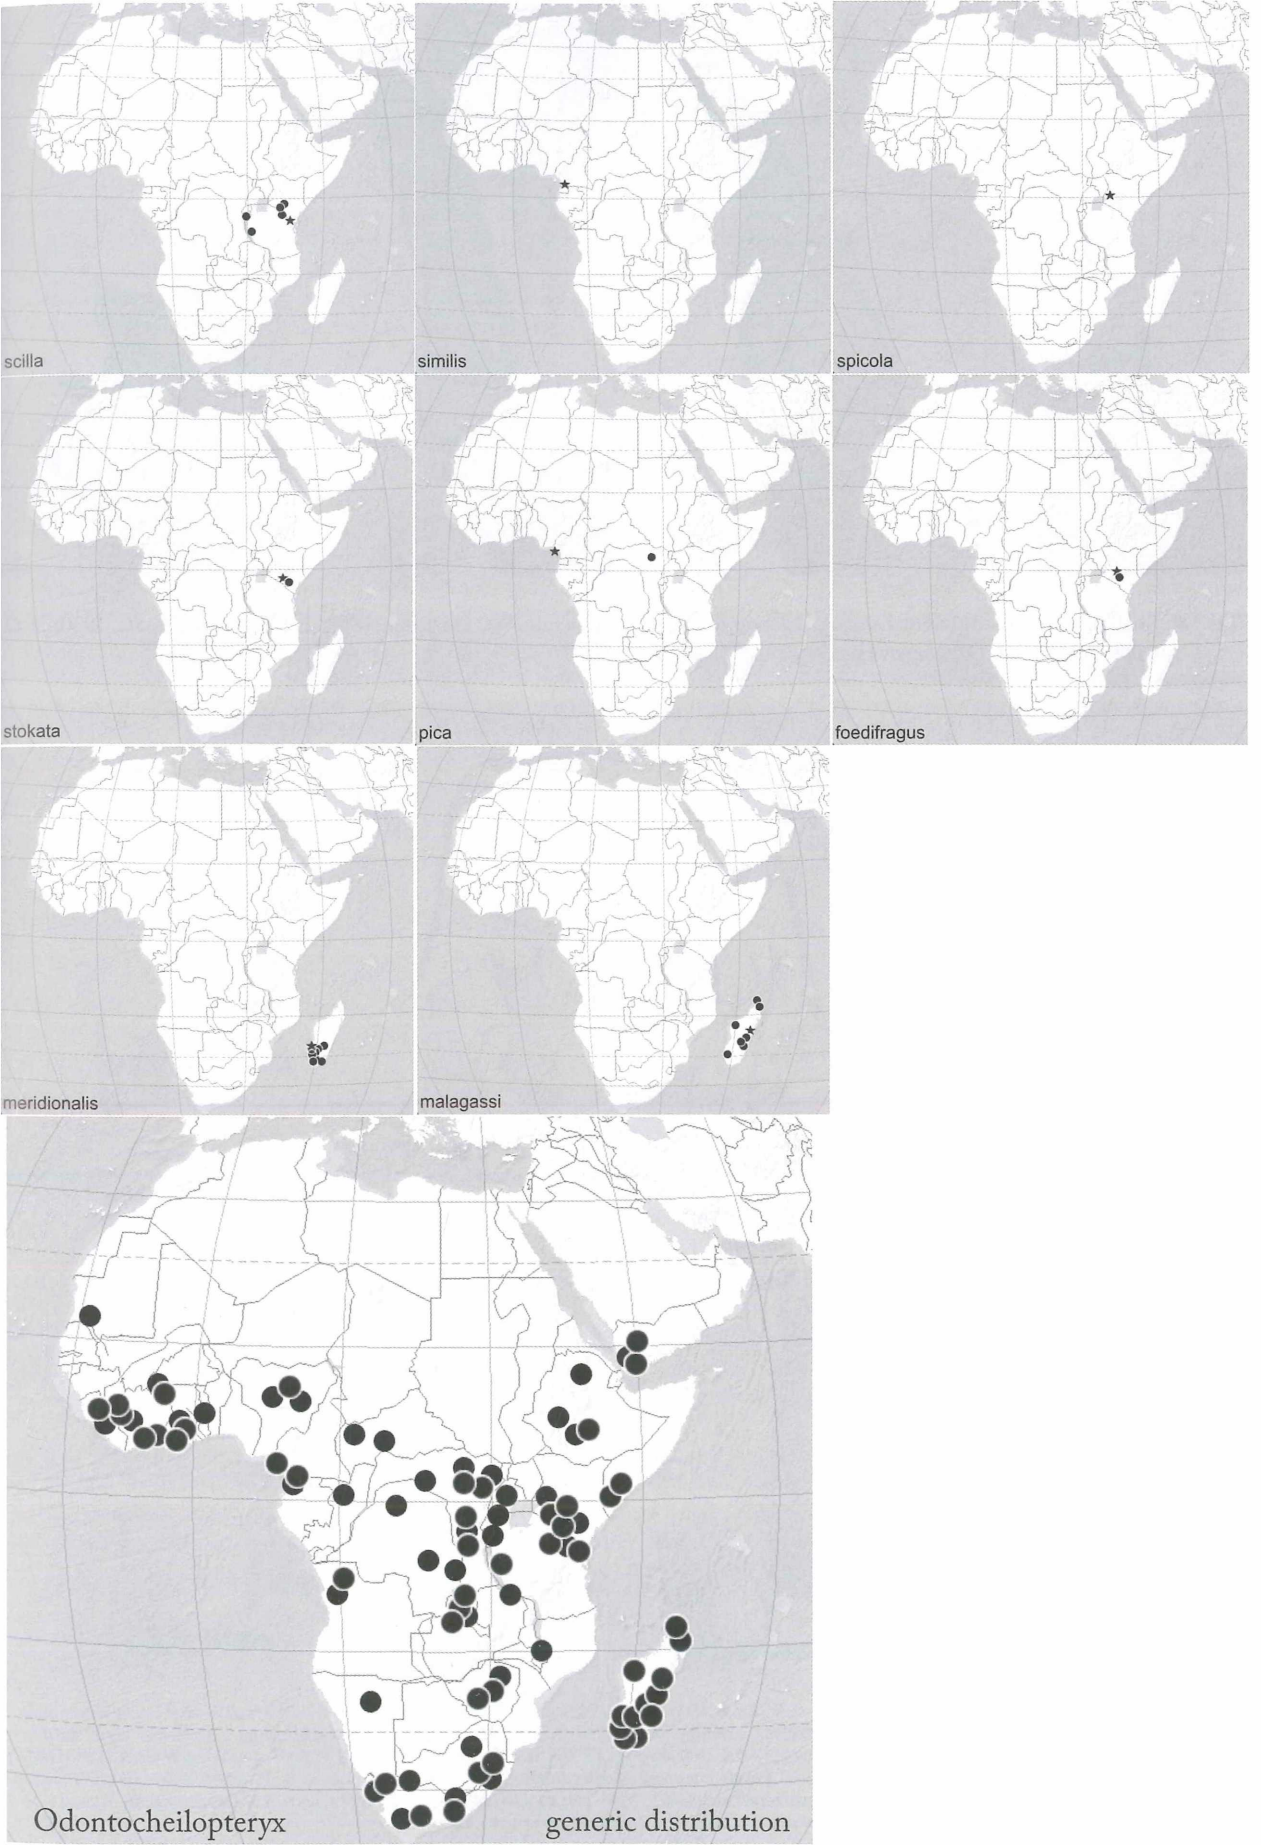 scilla
similis
spicola
stokata
pica
foedifragus
meridionalis
malagassi
Odontocheilopteryx generic distribution